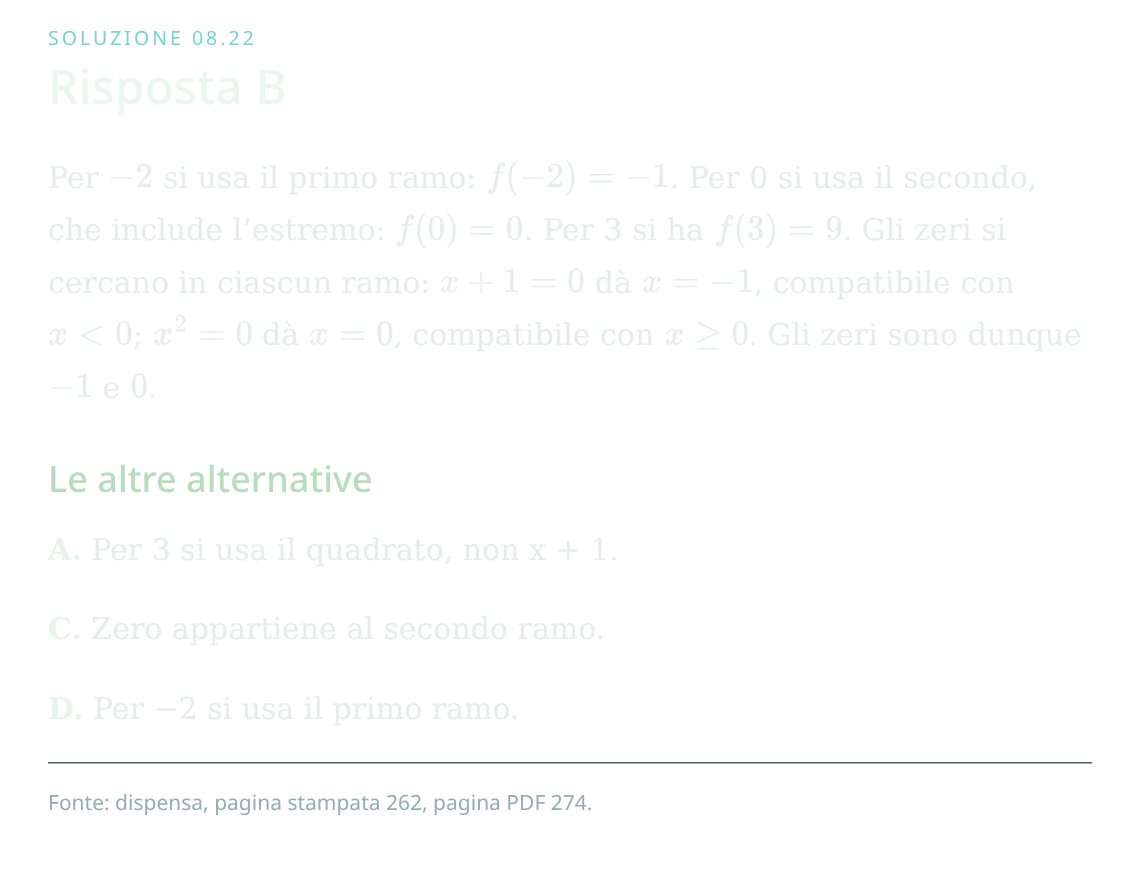 SOLUZIONE 08.22
Risposta B
Per −2 si usa il primo ramo: f(−2) = −1. Per 0 si usa il secondo,
che include l’estremo: f(0) = 0. Per 3 si ha f(3) = 9. Gli zeri si
cercano in ciascun ramo: x + 1 = 0 dà x = −1, compatibile con
x < 0; x² = 0 dà x = 0, compatibile con x ≥ 0. Gli zeri sono dunque
−1 e 0.
Le altre alternative
A. Per 3 si usa il quadrato, non x + 1.
C. Zero appartiene al secondo ramo.
D. Per −2 si usa il primo ramo.
Fonte: dispensa, pagina stampata 262, pagina PDF 274.